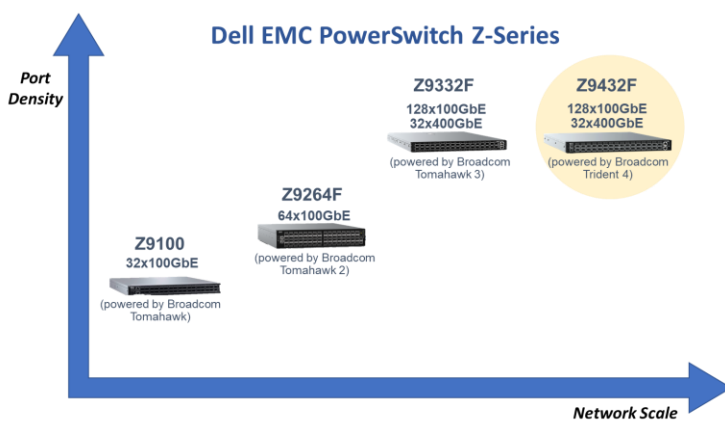 Dell EMC PowerSwitch Z-Series
Port
Density
Z9332F
128x100GbE
32x400GbE
(powered by Broadcom
Tomahawk 3)
Z9432F
128x100GbE
32x400GbE
(powered by Broadcom
Trident 4)
Z9264F
64x100GbE
(powered by Broadcom
Tomahawk 2)
Z9100
32x100GbE
(powered by Broadcom
Tomahawk)
Network Scale